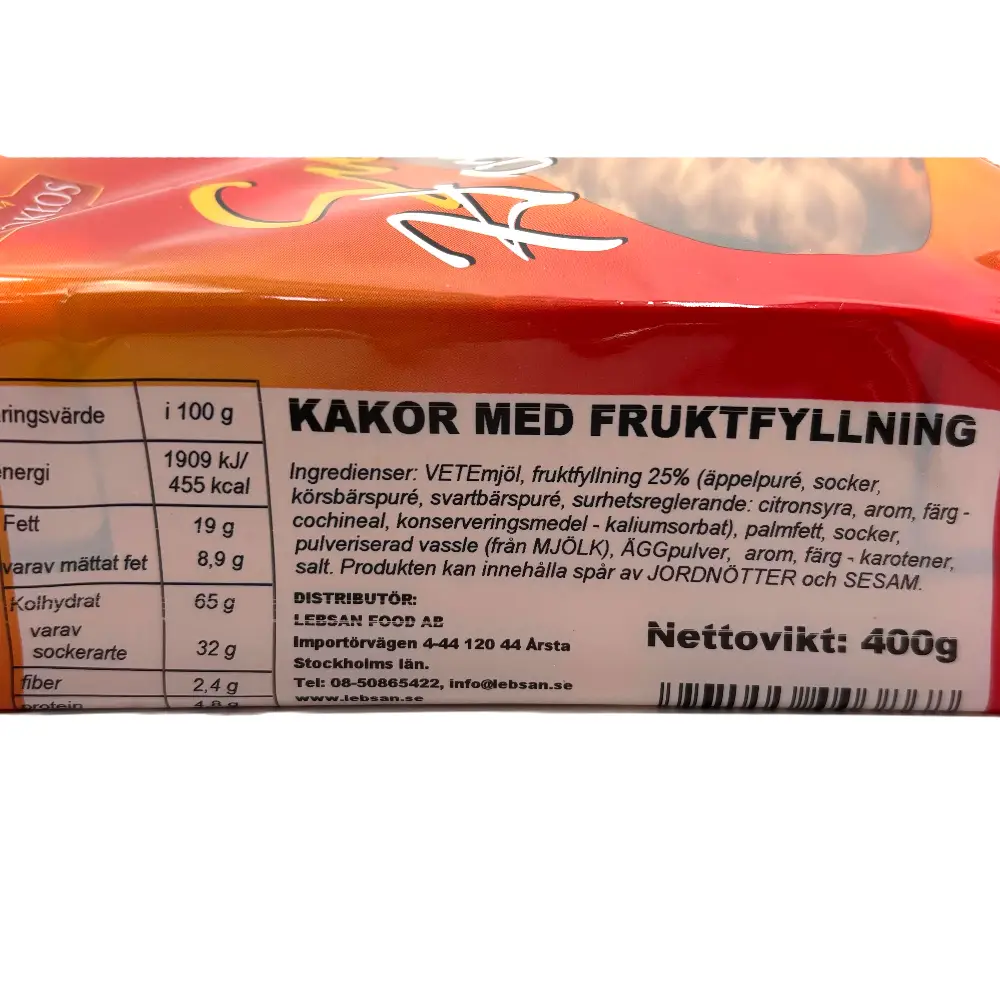 i 100 g
1909 kJ/
455 kcal
Fett
19 g
varav mättat fet
8,9 g
Kolhydrat
65 g
varav
sockerarte
32 g
fiber
2,4 g
protein
4,8 g
KAKOR MED FRUKTFYLLNING
Ingredienser: VETEmjöl, fruktfyllning 25% (äppelpuré, socker,
körsbärspuré, svartbärspuré, surhetsreglerande: citronsyra, arom, färg -
cochineal, konserveringsmedel - kaliumsorbat), palmfett, socker,
pulveriserad vassle (från MJÖLK), ÄGGpulver, arom, färg - karotener,
salt. Produkten kan innehålla spår av JORDNÖTTER och SESAM.
DISTRIBUTÖR:
LEBSAN FOOD AB
Importörvägen 4-44 120 44 Årsta
Stockholms län.
Tel: 08-50865422, info@lebsan.se
www.lebsan.se
Nettovikt: 400g